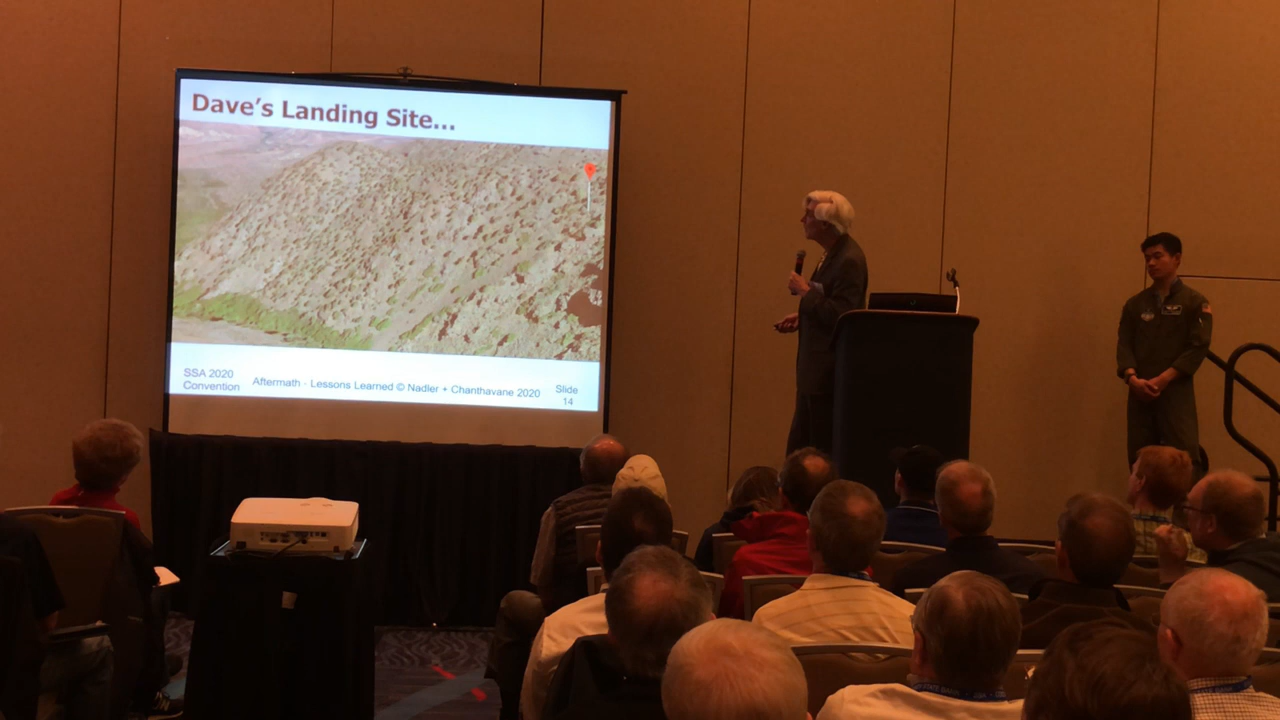 Dave's Landing Site...
SSA 2020
Convention
Aftermath - Lessons Learned © Nadler + Chanthavane 2020
Slide
14